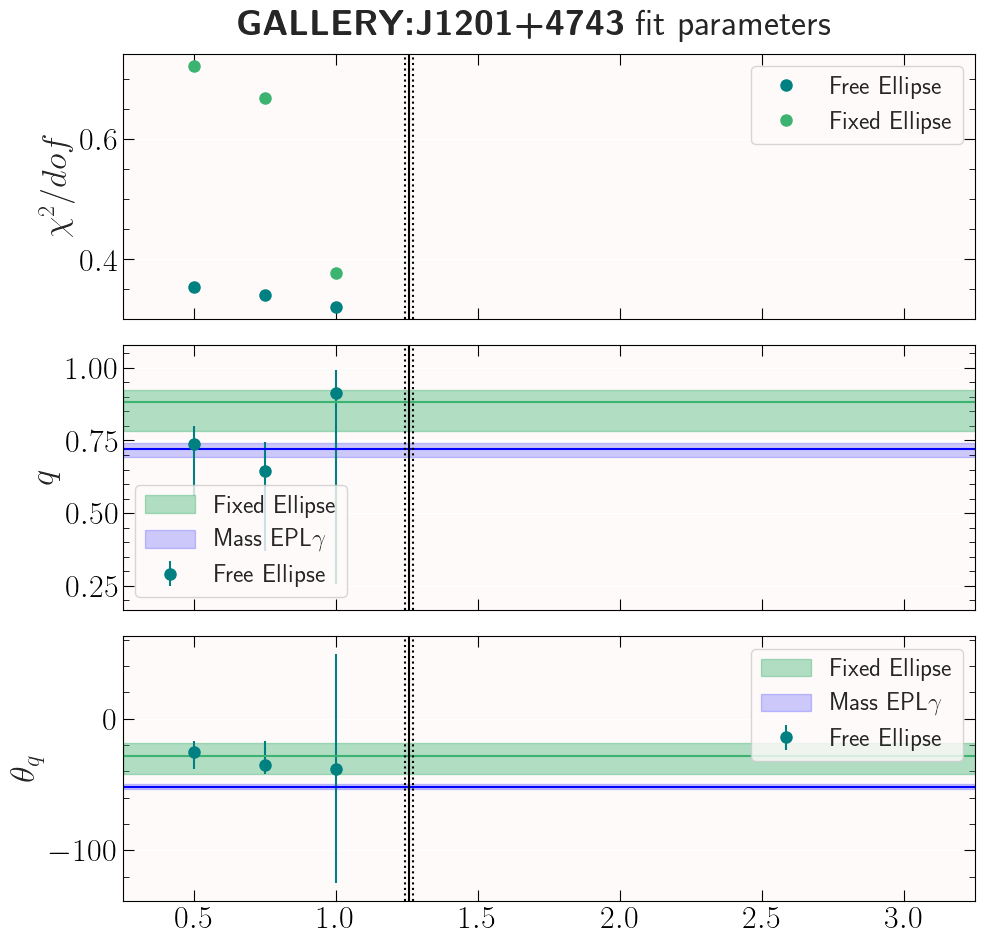 GALLERY:J1201+4743 fit parameters
χ²/dof
0.6
0.4
Free Ellipse
Fixed Ellipse
q
1.00
0.75
0.50
0.25
Fixed Ellipse
Mass EPLγ
Free Ellipse
θq
0
−100
Fixed Ellipse
Mass EPLγ
Free Ellipse
0.5 1.0 1.5 2.0 2.5 3.0